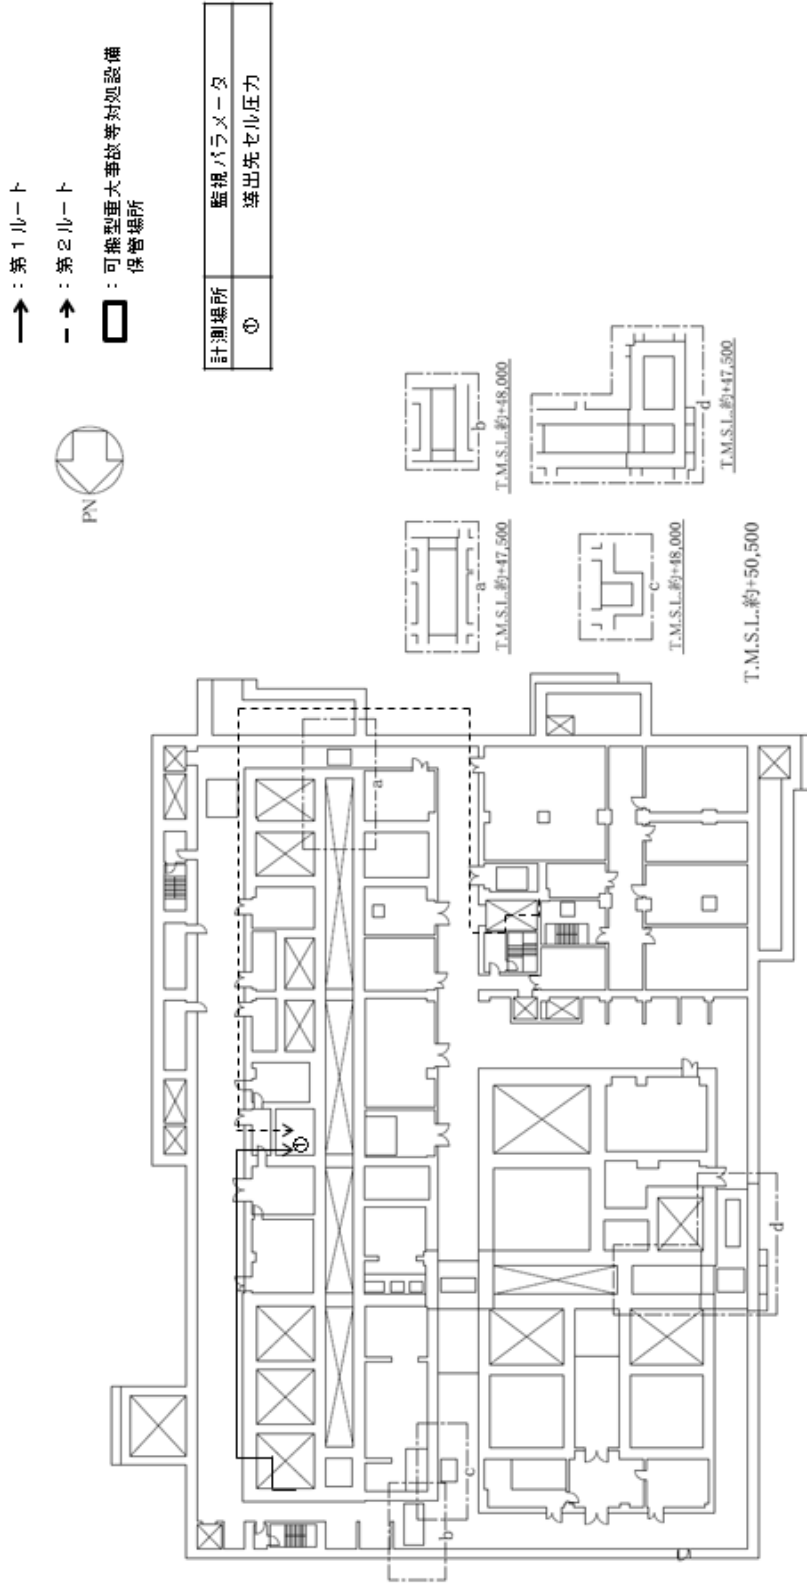 ：第１ルート
：第２ルート
：可搬型重大事故等対処設備
保管場所
計測場所 監視パラメータ
① 導出先セル圧力
PN
a
T.M.S.L.約+47,500
b
T.M.S.L.約+48,000
c
T.M.S.L.約+48,000
d
T.M.S.L.約+47,500
T.M.S.L.約+50,500
①
a
b
c
d